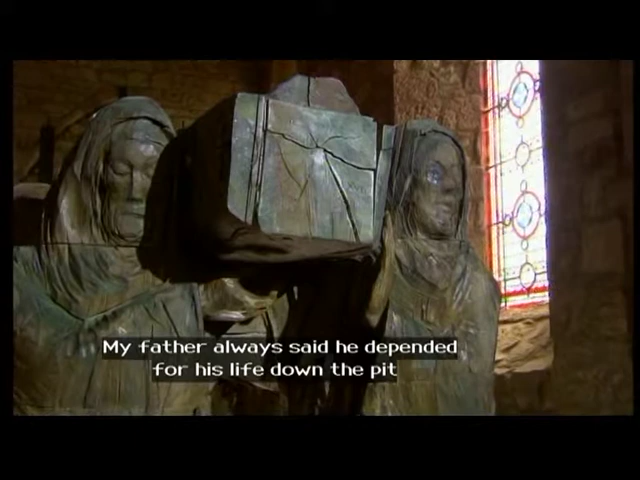 My father always said he depended
for his life down the pit